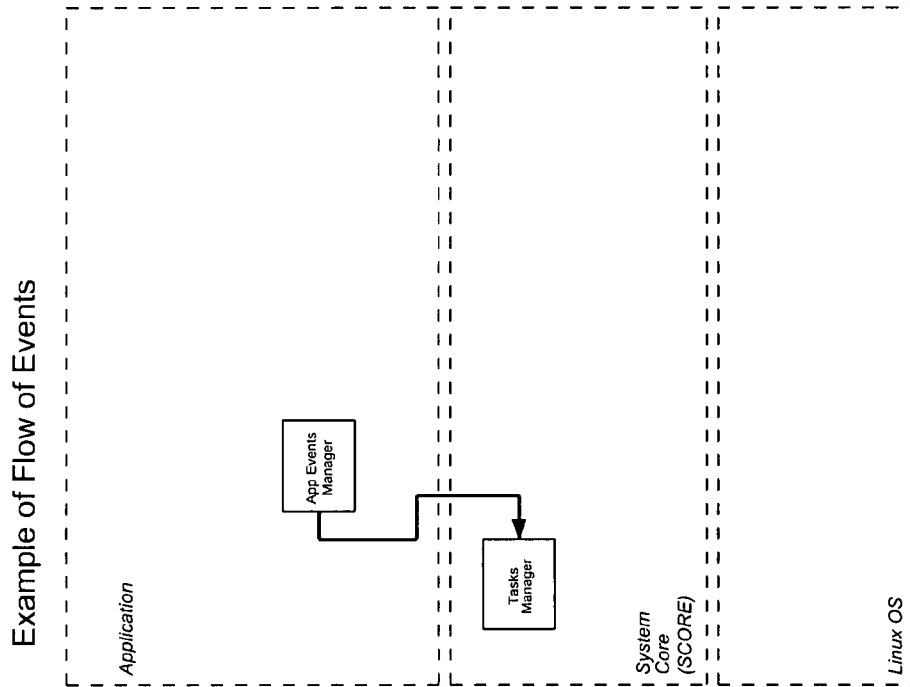 Example of Flow of Events
Application
App Events
Manager
Tasks
Manager
System
Core
(SCORE)
Linux OS